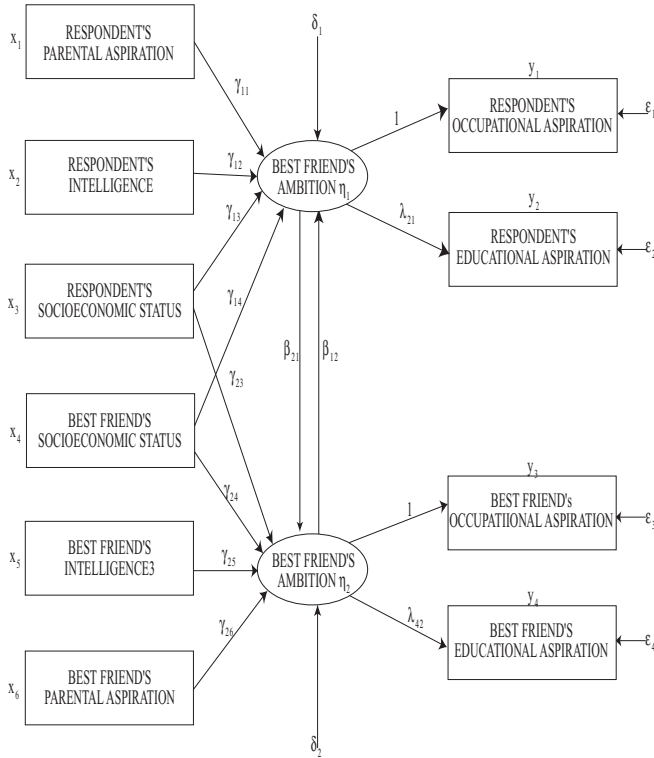 x₁
RESPONDENT'S
PARENTAL ASPIRATION
x₂
RESPONDENT'S
INTELLIGENCE
x₃
RESPONDENT'S
SOCIOECONOMIC STATUS
x₄
BEST FRIEND'S
SOCIOECONOMIC STATUS
x₅
BEST FRIEND'S
INTELLIGENCE3
x₆
BEST FRIEND'S
PARENTAL ASPIRATION
γ₁₁
γ₁₂
γ₁₃
γ₁₄
γ₂₃
γ₂₄
γ₂₅
γ₂₆
δ₁
BEST FRIEND'S
AMBITION η₁
β₂₁
β₁₂
BEST FRIEND'S
AMBITION η₂
δ₂
1
λ₂₁
1
λ₄₂
y₁
RESPONDENT'S
OCCUPATIONAL ASPIRATION
ε₁
y₂
RESPONDENT'S
EDUCATIONAL ASPIRATION
ε₂
y₃
BEST FRIEND's
OCCUPATIIONAL ASPIRATION
ε₃
y₄
BEST FRIEND'S
EDUCATIONAL ASPIRATION
ε₄